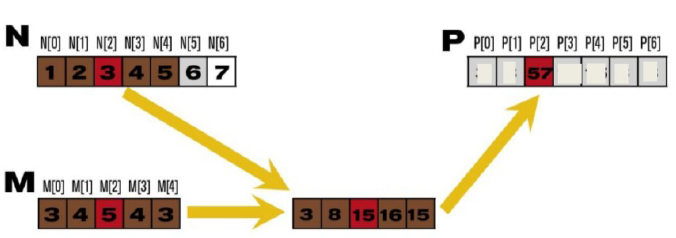 N N[0] N[1] N[2] N[3] N[4] N[5] N[6]
1 2 3 4 5 6 7
P P[0] P[1] P[2] P[3] P[4] P[5] P[6]
57
M M[0] M[1] M[2] M[3] M[4]
3 4 5 4 3
3 8 15 16 15